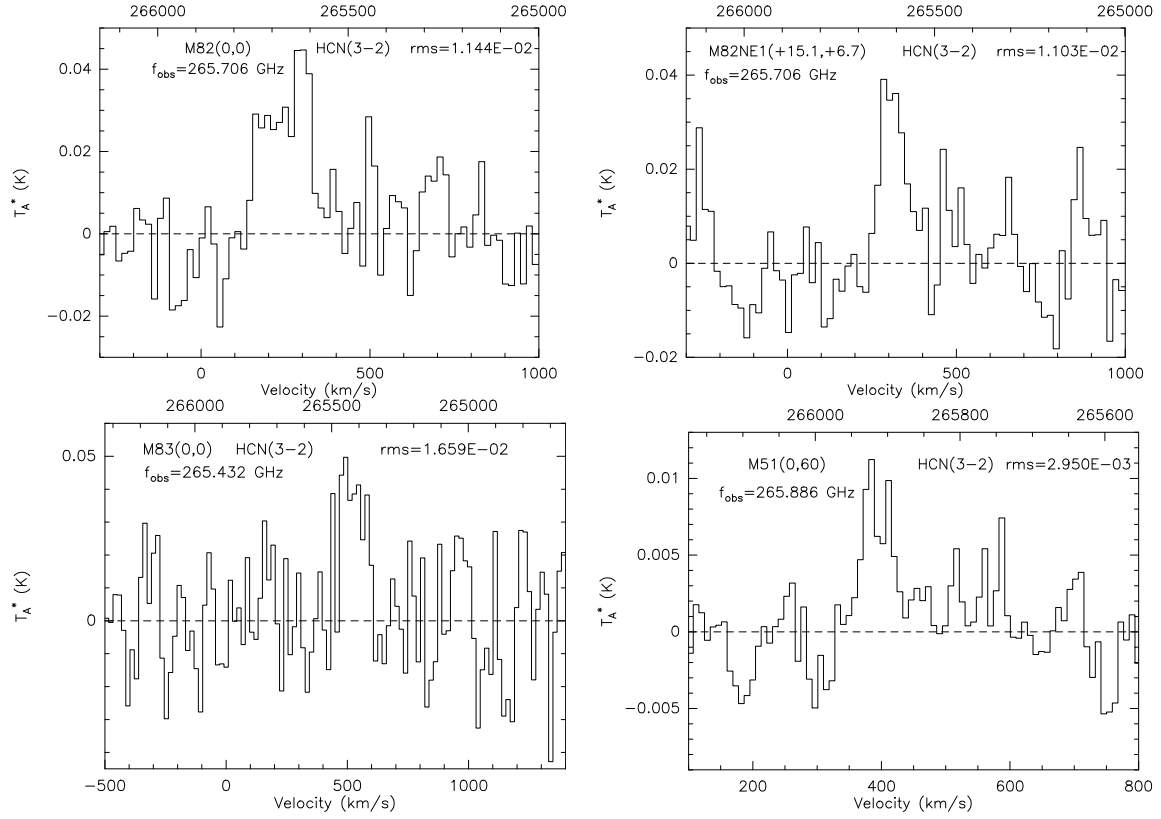 266000 265500 265000
M82(0,0) HCN(3-2) rms=1.144E-02
f_obs=265.706 GHz
0.04
0.02
0
-0.02
T_A* (K)
0 500 1000
Velocity (km/s)
266000 265500 265000
M82NE1(+15.1,+6.7) HCN(3-2) rms=1.103E-02
f_obs=265.706 GHz
0.04
0.02
0
-0.02
T_A* (K)
0 500 1000
Velocity (km/s)
266000 265500 265000
M83(0,0) HCN(3-2) rms=1.659E-02
f_obs=265.432 GHz
0.05
0
T_A* (K)
-500 0 500 1000
Velocity (km/s)
266000 265800 265600
M51(0,60) HCN(3-2) rms=2.950E-03
f_obs=265.886 GHz
0.01
0.005
0
-0.005
T_A* (K)
200 400 600 800
Velocity (km/s)